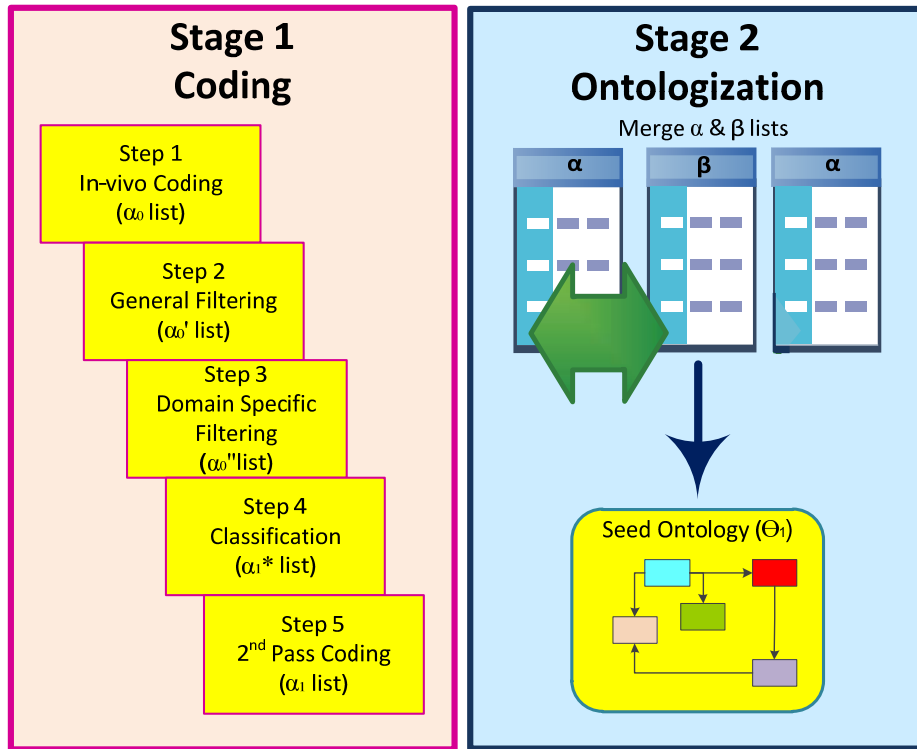 Stage 1
Coding
Step 1
In-vivo Coding
(α₀ list)
Step 2
General Filtering
(α₀' list)
Step 3
Domain Specific
Filtering
(α₀"list)
Step 4
Classification
(α₁* list)
Step 5
2ⁿᵈ Pass Coding
(α₁ list)
Stage 2
Ontologization
Merge α & β lists
α
β
α
Seed Ontology (Θ₁)